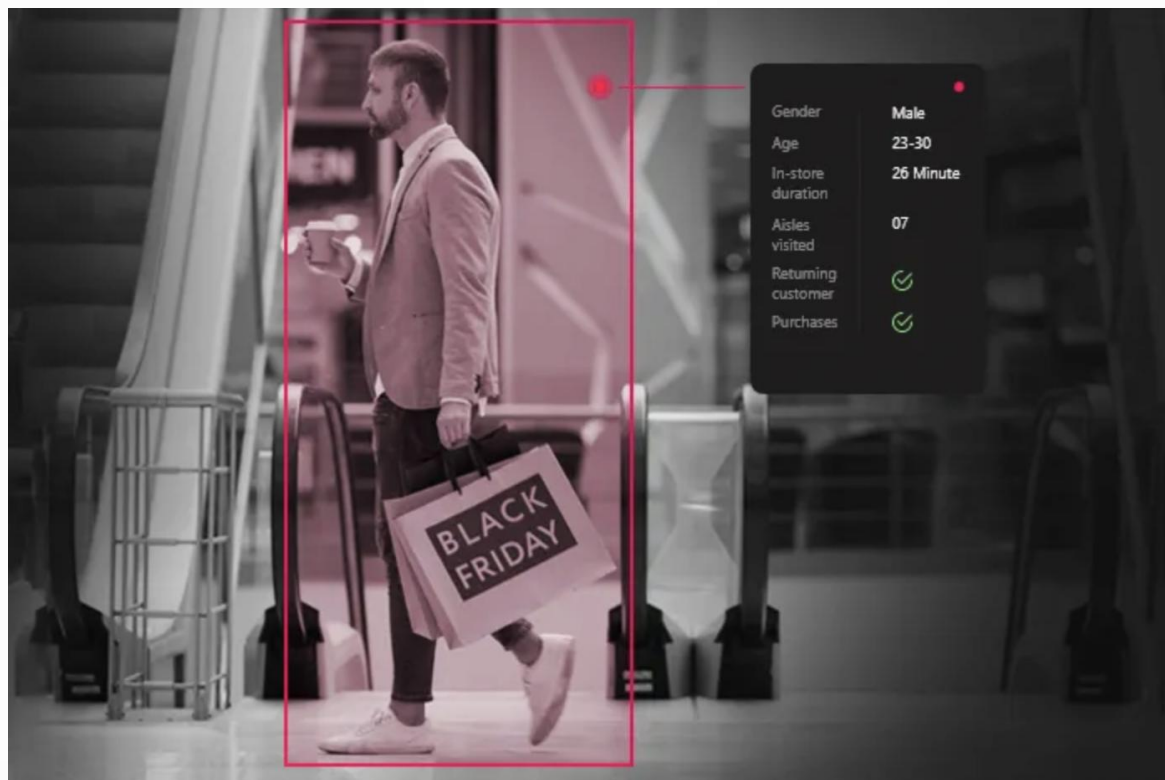 Gender Male
Age 23-30
In-store 26 Minute
duration
Aisles 07
visited
Returning
customer
Purchases
BLACK
FRIDAY